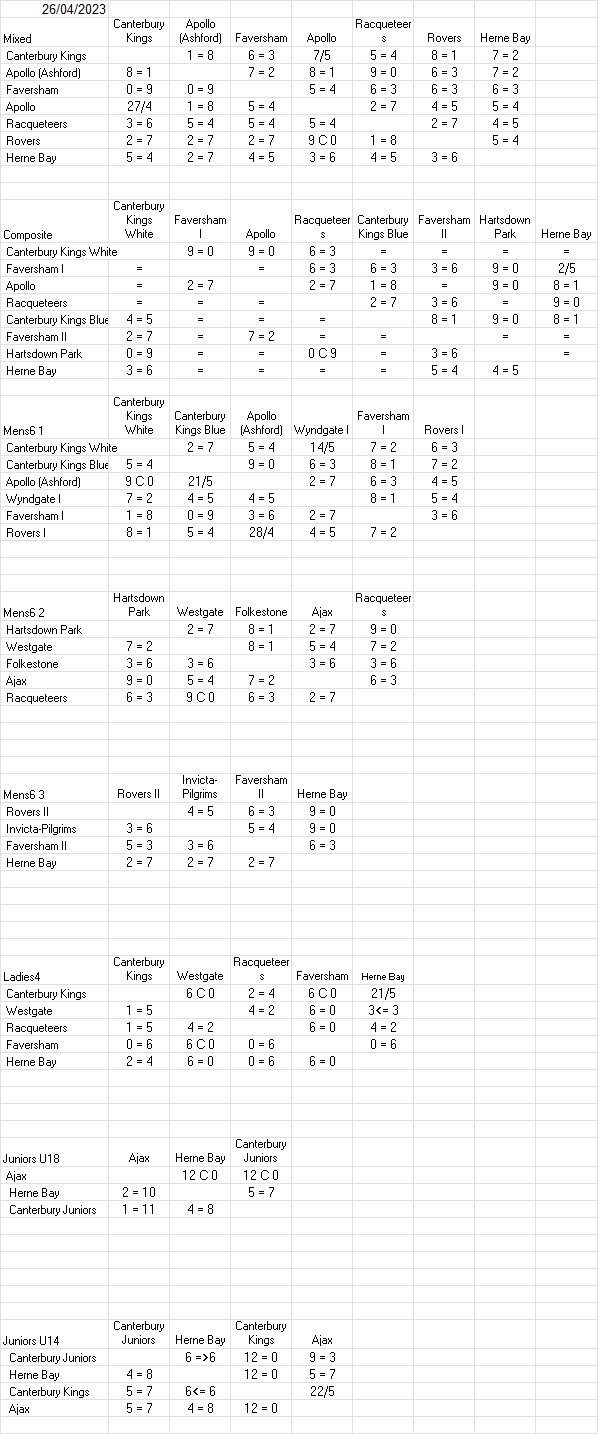 26/04/2023
Mixed Canterbury Kings Apollo (Ashford) Faversham Apollo Racqueteers Rovers Herne Bay
Canterbury Kings 1 = 8 6 = 3 7/5 5 = 4 8 = 1 7 = 2
Apollo (Ashford) 8 = 1 7 = 2 8 = 1 9 = 0 6 = 3 7 = 2
Faversham 0 = 9 0 = 9 5 = 4 6 = 3 6 = 3 6 = 3
Apollo 27/4 1 = 8 5 = 4 2 = 7 4 = 5 5 = 4
Racqueteers 3 = 6 5 = 4 5 = 4 5 = 4 2 = 7 4 = 5
Rovers 2 = 7 2 = 7 2 = 7 9 C 0 1 = 8 5 = 4
Herne Bay 5 = 4 2 = 7 4 = 5 3 = 6 4 = 5 3 = 6
Composite Canterbury Kings White Faversham I Apollo Racqueteers Canterbury Kings Blue Faversham II Hartsdown Park Herne Bay
Canterbury Kings White 9 = 0 9 = 0 6 = 3 = = = =
Faversham I = = 6 = 3 6 = 3 3 = 6 9 = 0 2/5
Apollo = 2 = 7 2 = 7 1 = 8 = 9 = 0 8 = 1
Racqueteers = = = 2 = 7 3 = 6 = 9 = 0
Canterbury Kings Blue 4 = 5 = = = 8 = 1 9 = 0 8 = 1
Faversham II 2 = 7 = 7 = 2 = = = =
Hartsdown Park 0 = 9 = = 0 C 9 = 3 = 6 =
Herne Bay 3 = 6 = = = = 5 = 4 4 = 5
Mens6 1 Canterbury Kings White Canterbury Kings Blue Apollo (Ashford) Wyndgate I Faversham I Rovers I
Canterbury Kings White 2 = 7 5 = 4 14/5 7 = 2 6 = 3
Canterbury Kings Blue 5 = 4 9 = 0 6 = 3 8 = 1 7 = 2
Apollo (Ashford) 9 C 0 21/5 2 = 7 6 = 3 4 = 5
Wyndgate I 7 = 2 4 = 5 4 = 5 8 = 1 5 = 4
Faversham I 1 = 8 0 = 9 3 = 6 2 = 7 3 = 6
Rovers I 8 = 1 5 = 4 28/4 4 = 5 7 = 2
Mens6 2 Hartsdown Park Westgate Folkestone Ajax Racqueteers
Hartsdown Park 2 = 7 8 = 1 2 = 7 9 = 0
Westgate 7 = 2 8 = 1 5 = 4 7 = 2
Folkestone 3 = 6 3 = 6 3 = 6 3 = 6
Ajax 9 = 0 5 = 4 7 = 2 6 = 3
Racqueteers 6 = 3 9 C 0 6 = 3 2 = 7
Mens6 3 Rovers II Invicta-Pilgrims Faversham II Herne Bay
Rovers II 4 = 5 6 = 3 9 = 0
Invicta-Pilgrims 3 = 6 5 = 4 9 = 0
Faversham II 5 = 3 3 = 6 6 = 3
Herne Bay 2 = 7 2 = 7 2 = 7
Ladies4 Canterbury Kings Westgate Racqueteers Faversham Herne Bay
Canterbury Kings 6 C 0 2 = 4 6 C 0 21/5
Westgate 1 = 5 4 = 2 6 = 0 3<= 3
Racqueteers 1 = 5 4 = 2 6 = 0 4 = 2
Faversham 0 = 6 6 C 0 0 = 6 0 = 6
Herne Bay 2 = 4 6 = 0 0 = 6 6 = 0
Juniors U18 Ajax Herne Bay Canterbury Juniors
Ajax 12 C 0 12 C 0
Herne Bay 2 = 10 5 = 7
Canterbury Juniors 1 = 11 4 = 8
Juniors U14 Canterbury Juniors Herne Bay Canterbury Kings Ajax
Canterbury Juniors 6 =>6 12 = 0 9 = 3
Herne Bay 4 = 8 12 = 0 5 = 7
Canterbury Kings 5 = 7 6<= 6 22/5
Ajax 5 = 7 4 = 8 12 = 0